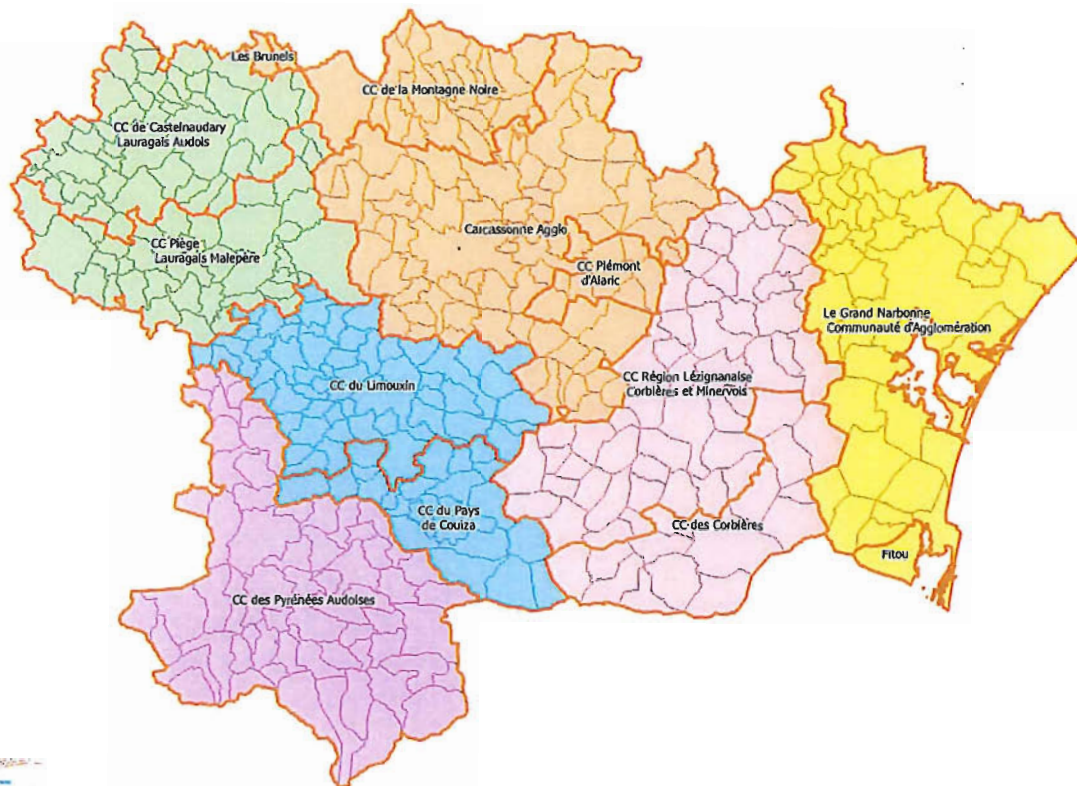 Les Brunels
CC de la Montagne Noire
CC de Castelnaudary
Lauragais Audois
Carcassonne Agglo
CC Piège
Lauragais Malepère
CC Piémont
d'Alaric
Le Grand Narbonne
Communauté d'Agglomération
CC du Limouxin
CC Région Lézignanaise
Corbières et Minervois
CC du Pays
de Couiza
CC des Corbières
Fitou
CC des Pyrénées Audoises